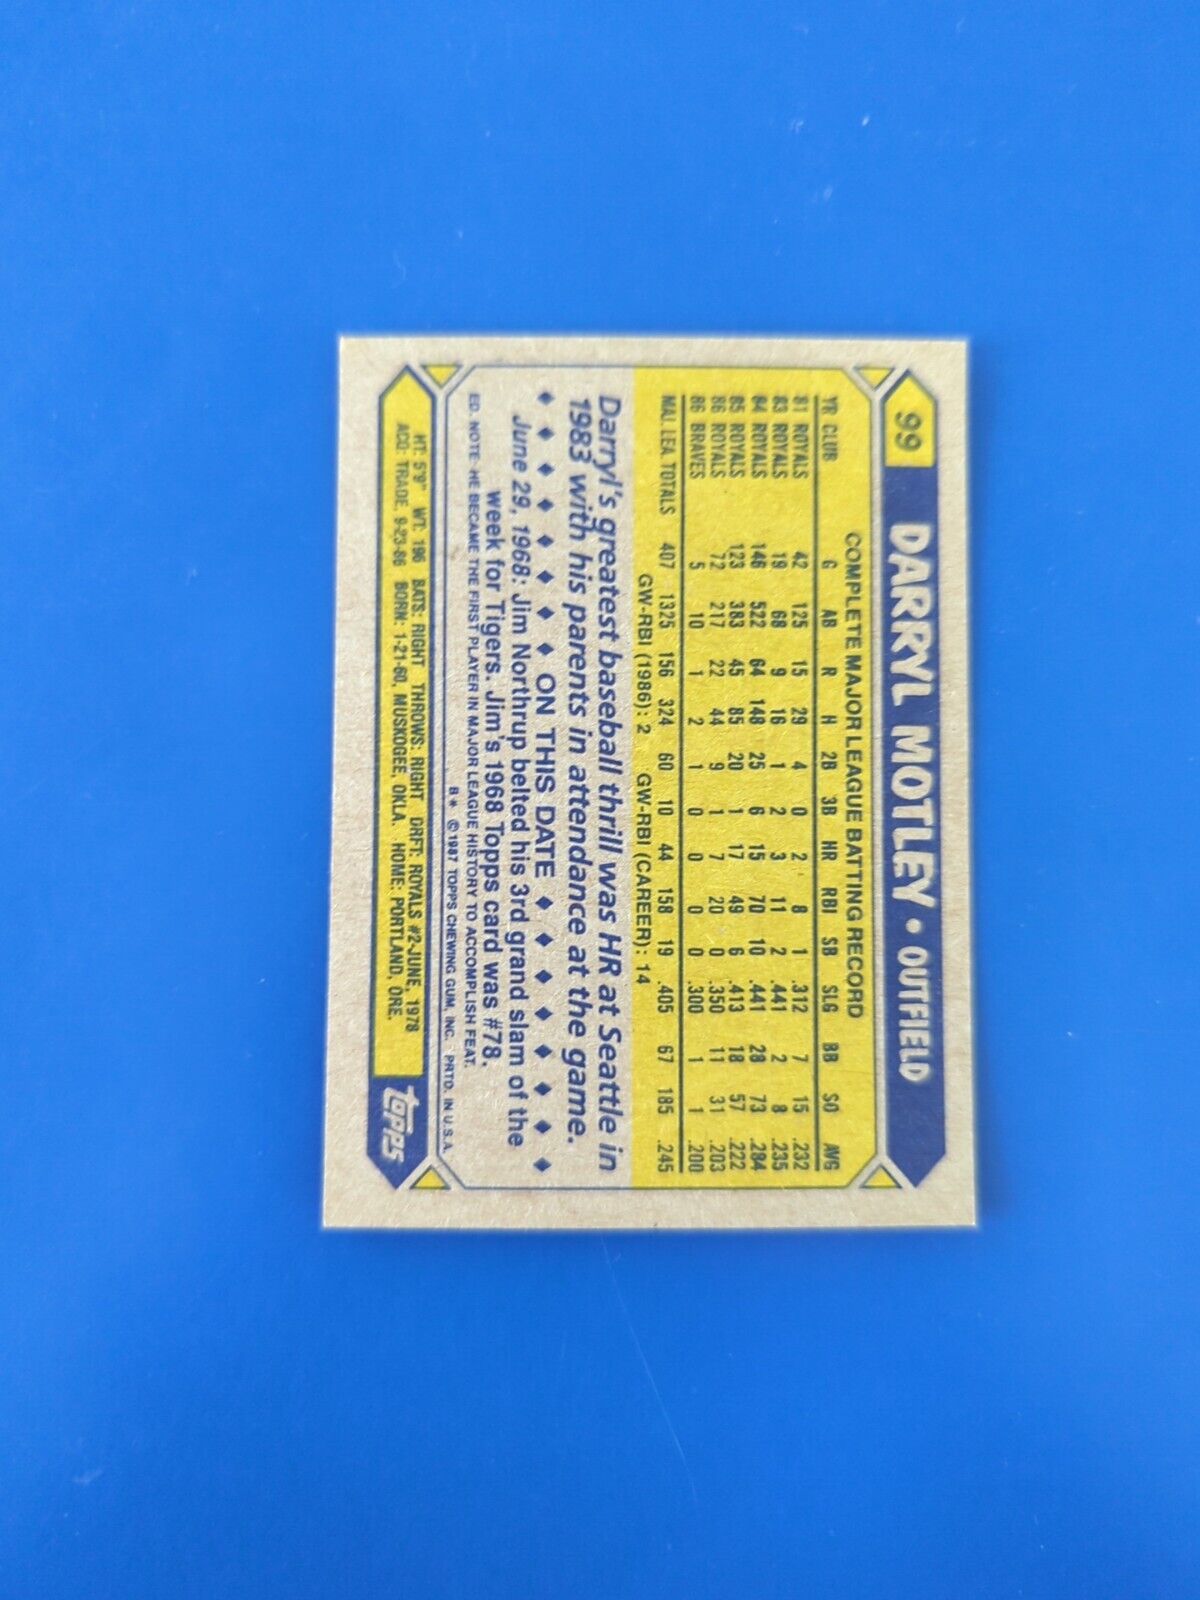 99 DARRYL MOTLEY • OUTFIELD
COMPLETE MAJOR LEAGUE BATTING RECORD
YR CLUB G AB R H 2B 3B HR RBI SB SLG BB SO AVG
81 ROYALS 42 125 15 29 4 0 2 8 1 .312 7 15 .232
83 ROYALS 19 68 9 16 1 2 3 11 2 .441 2 8 .235
84 ROYALS 146 522 64 148 25 6 15 70 10 .441 28 73 .284
85 ROYALS 123 383 45 85 20 1 17 49 6 .413 18 57 .222
86 ROYALS 72 217 22 44 9 1 7 20 0 .350 11 31 .203
86 BRAVES 5 10 1 2 1 0 0 0 0 .300 1 1 .200
MAJ. LEA TOTALS 407 1325 156 324 60 10 44 158 19 .405 67 185 .245
GW-RBI (1986): 2 GW-RBI (CAREER): 14
Darryl's greatest baseball thrill was HR at Seattle in
1983 with his parents in attendance at the game.
♦ ♦ ♦ ♦ ♦ ♦ ♦ ON THIS DATE ♦ ♦ ♦ ♦ ♦ ♦ ♦ ♦
June 29, 1968: Jim Northrup belted his 3rd grand slam of the
week for Tigers. Jim's 1968 Topps card was #78.
ED. NOTE: HE BECAME THE FIRST PLAYER IN MAJOR LEAGUE HISTORY TO ACCOMPLISH FEAT.
B* ©1987 TOPPS CHEWING GUM, INC. PRTD. IN U.S.A.
HT: 5'9" WT: 196 BATS: RIGHT THROWS: RIGHT DRFT: ROYALS #2-JUNE, 1978
ACQ: TRADE, 9-23-86 BORN: 1-21-60, MUSKOGEE, OKLA. HOME: PORTLAND, ORE.
topps